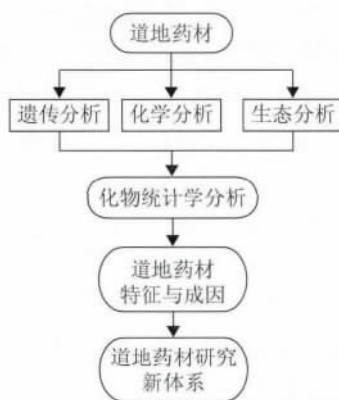 道地药材
遗传分析 化学分析 生态分析
化物统计学分析
道地药材
特征与成因
道地药材研究
新体系